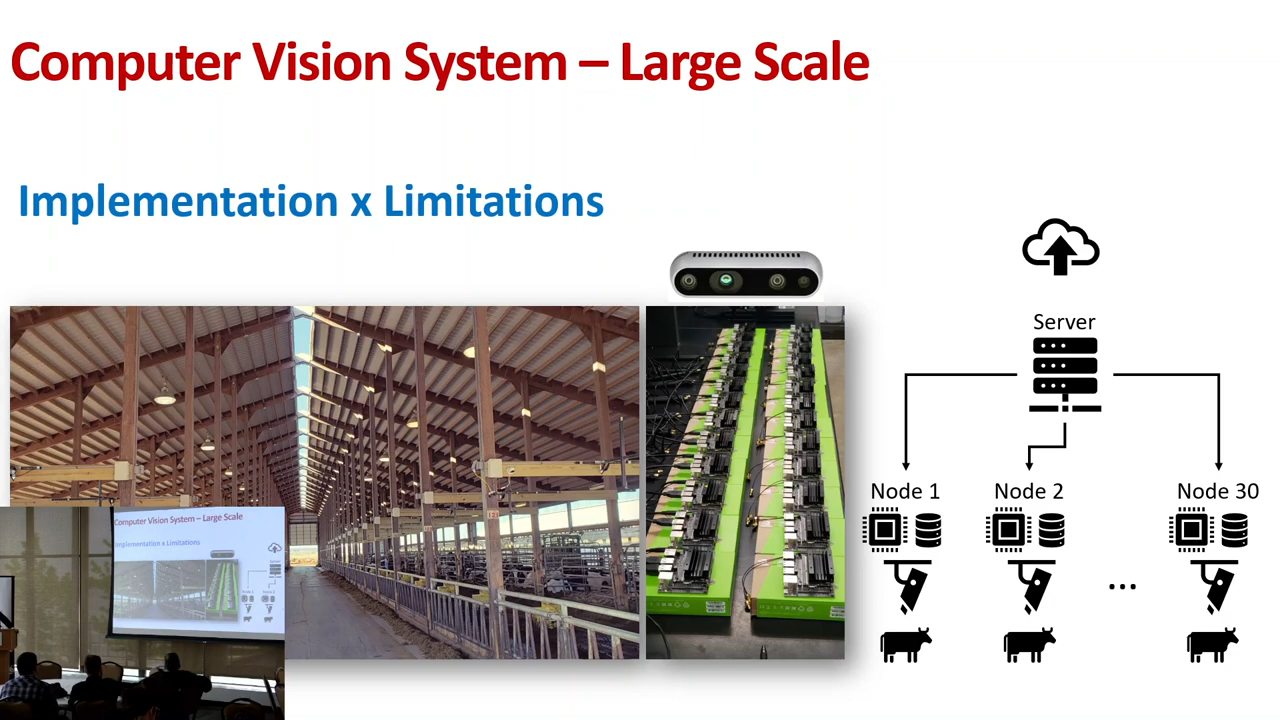 Computer Vision System – Large Scale
Implementation x Limitations
Server
Node 1
Node 2
Node 30
...
Computer Vision System – Large Scale
Implementation x Limitations